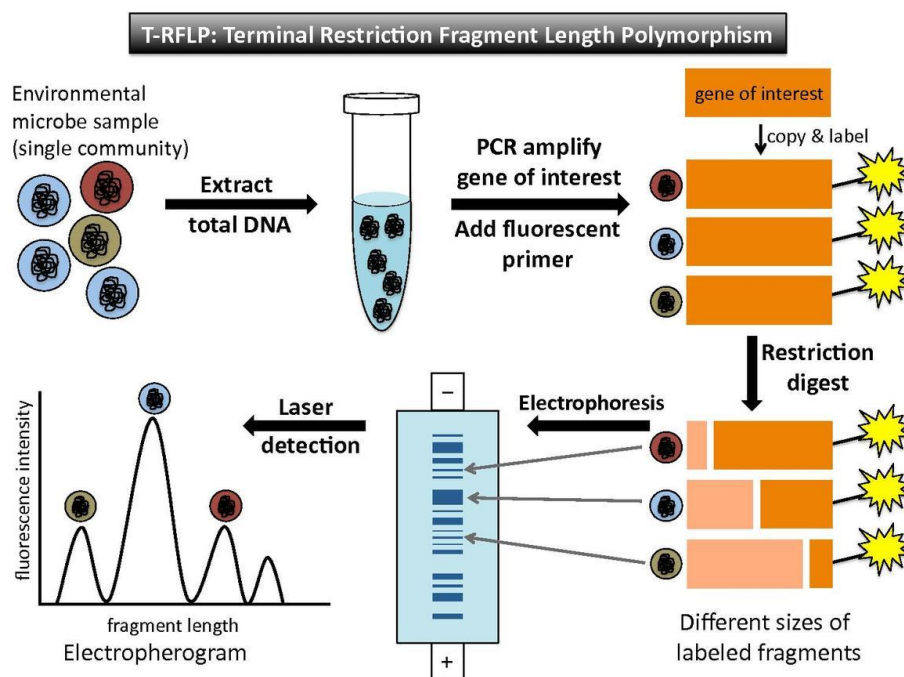 T-RFLP: Terminal Restriction Fragment Length Polymorphism
Environmental
microbe sample
(single community)
Extract
total DNA
PCR amplify
gene of interest
Add fluorescent
primer
gene of interest
copy & label
Restriction
digest
Different sizes of
labeled fragments
Electrophoresis
−
+
Laser
detection
fluorescence intensity
fragment length
Electropherogram